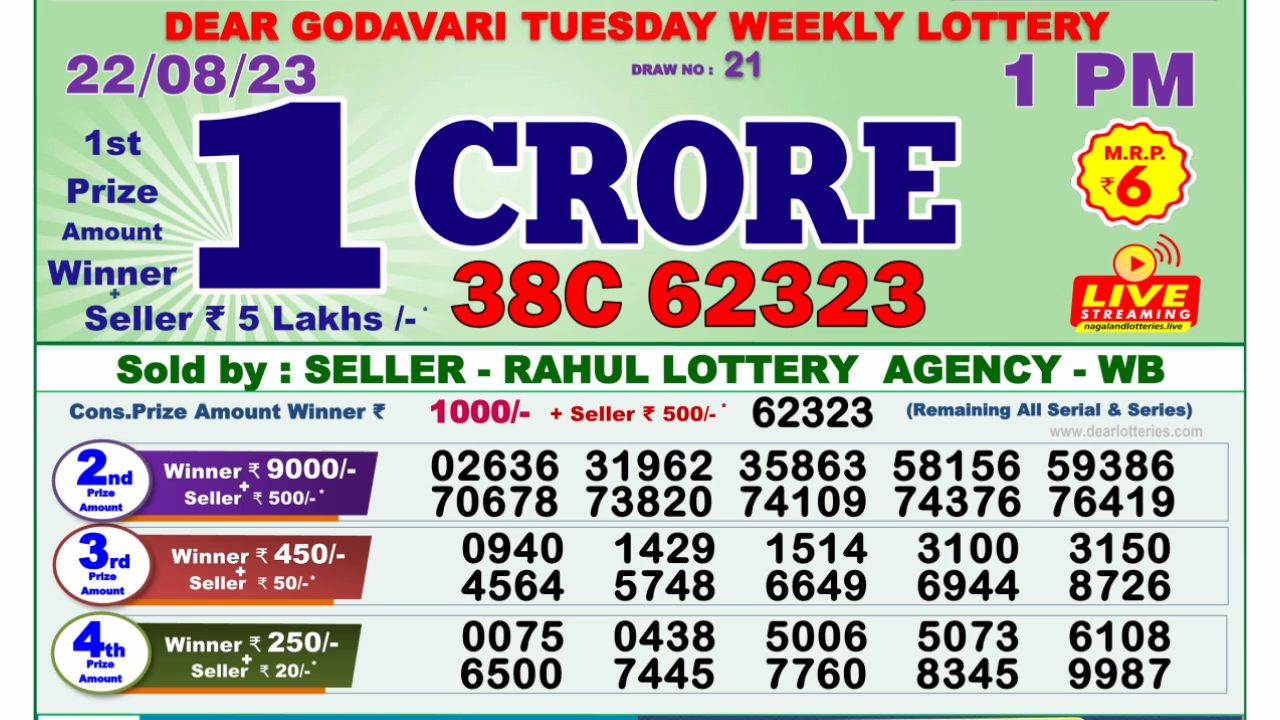 DEAR GODAVARI TUESDAY WEEKLY LOTTERY
22/08/23
DRAW NO : 21
1 PM
1st
Prize
Amount
Winner
+
Seller ₹ 5 Lakhs /- *
1 CRORE
38C 62323
M.R.P.
₹6
LIVE
STREAMING
nagalandlotteries.live
Sold by : SELLER - RAHUL LOTTERY AGENCY - WB
Cons.Prize Amount Winner ₹ 1000/- + Seller ₹ 500/- * 62323 (Remaining All Serial & Series)
www.dearlotteries.com
2nd
Prize
Amount
Winner ₹ 9000/-
+
Seller ₹ 500/- *
02636 31962 35863 58156 59386
70678 73820 74109 74376 76419
3rd
Prize
Amount
Winner ₹ 450/-
+
Seller ₹ 50/- *
0940 1429 1514 3100 3150
4564 5748 6649 6944 8726
4th
Prize
Amount
Winner ₹ 250/-
+
Seller ₹ 20/- *
0075 0438 5006 5073 6108
6500 7445 7760 8345 9987